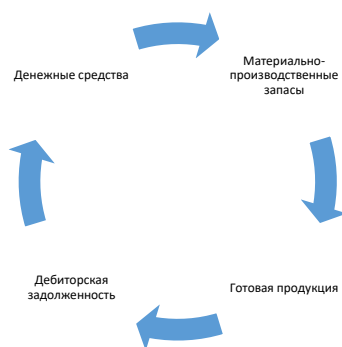 Денежные средства
Материально-
производственные
запасы
Дебиторская
задолженность
Готовая продукция